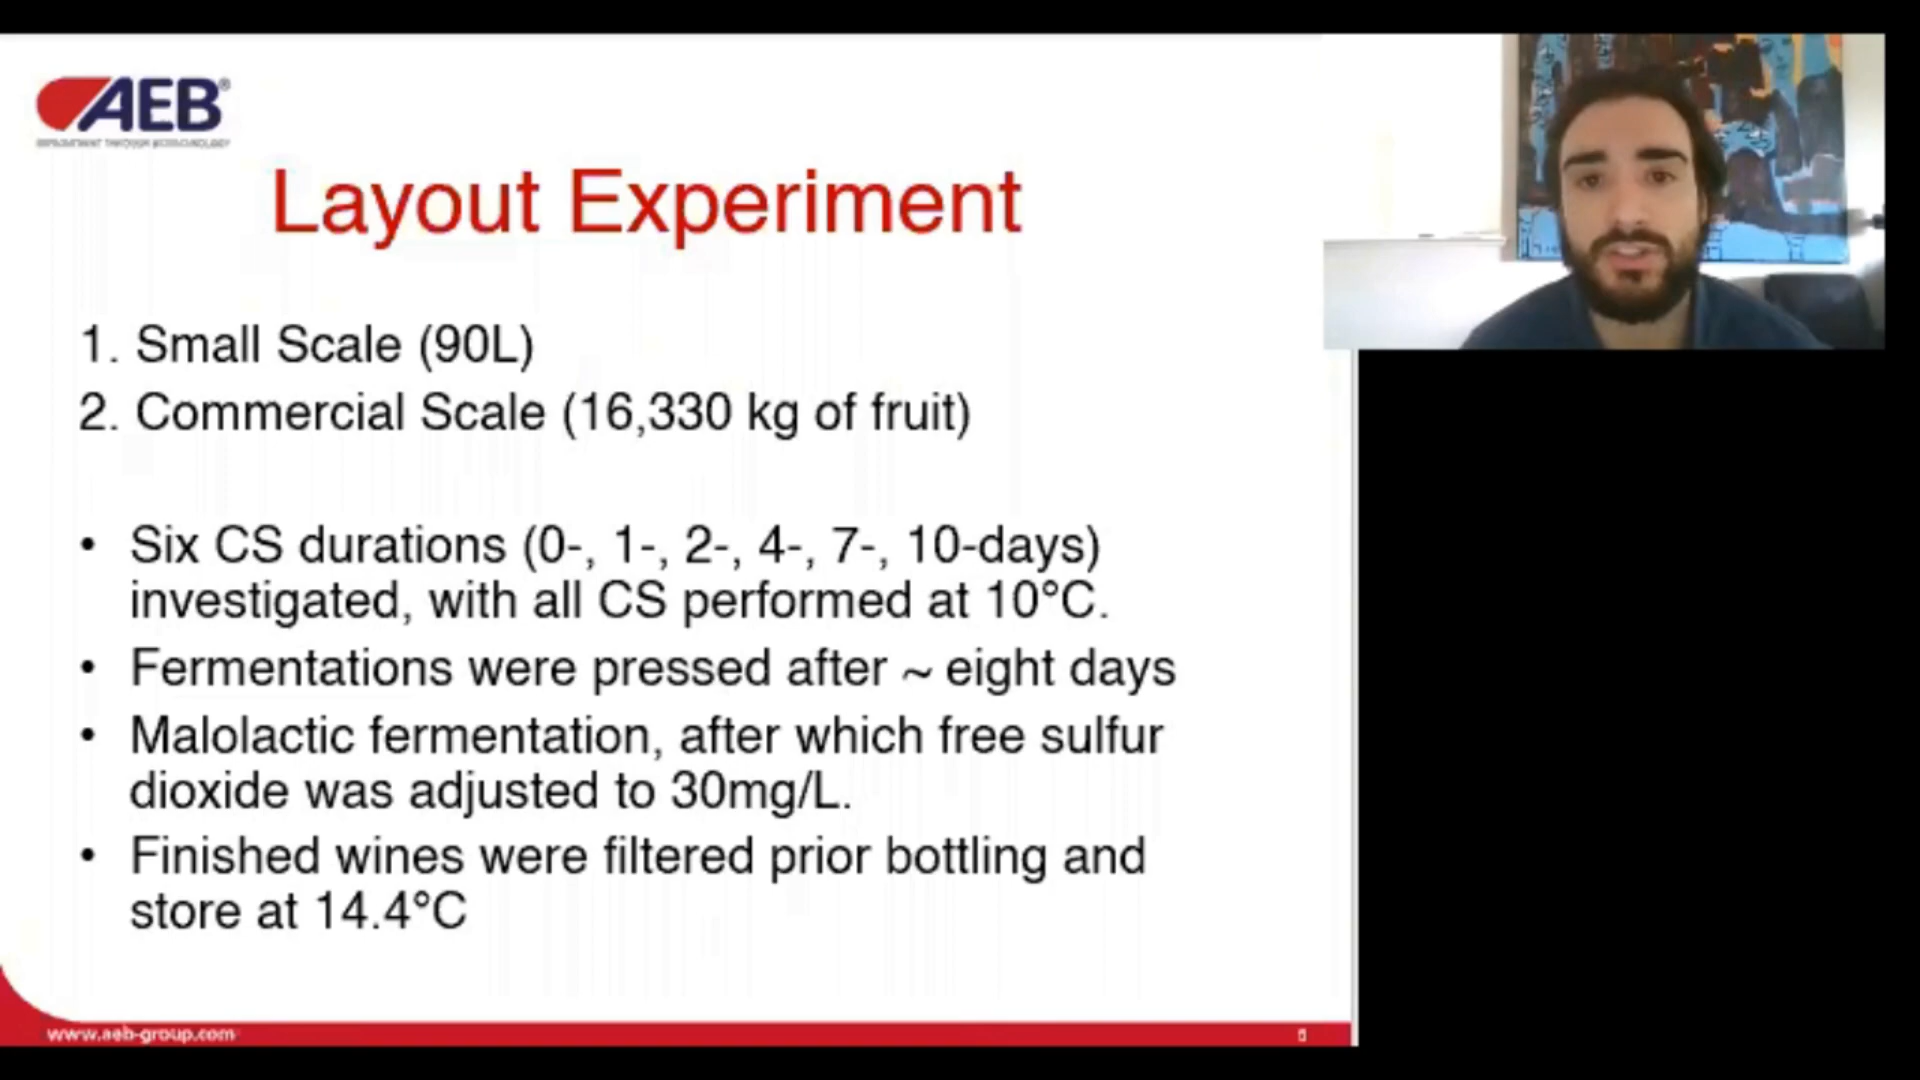 AEB®
Layout Experiment
1. Small Scale (90L)
2. Commercial Scale (16,330 kg of fruit)
• Six CS durations (0-, 1-, 2-, 4-, 7-, 10-days)
investigated, with all CS performed at 10°C.
• Fermentations were pressed after ~ eight days
• Malolactic fermentation, after which free sulfur
dioxide was adjusted to 30mg/L.
• Finished wines were filtered prior bottling and
store at 14.4°C
www.aeb-group.com